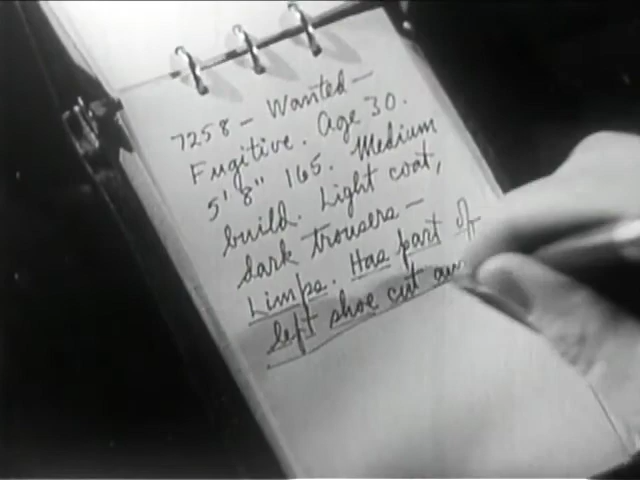 7258 - Wanted -
Fugitive. Age 30.
5' 8" 165. Medium
build. Light coat,
dark trousers -
Limps. Has part of
left shoe cut